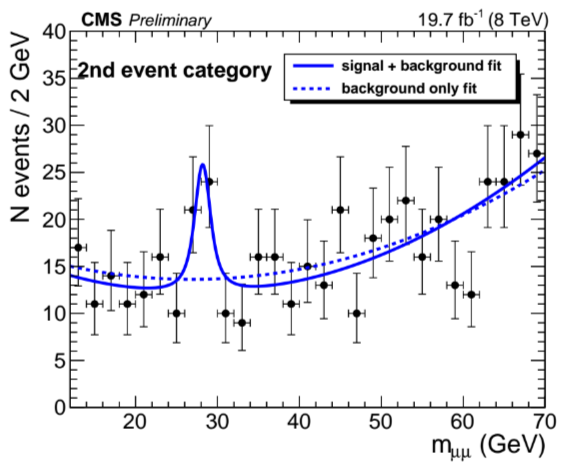 CMS Preliminary 19.7 fb⁻¹ (8 TeV)
2nd event category
signal + background fit
background only fit
N events / 2 GeV
40
35
30
25
20
15
10
5
0
20 30 40 50 60 70
m_μμ (GeV)